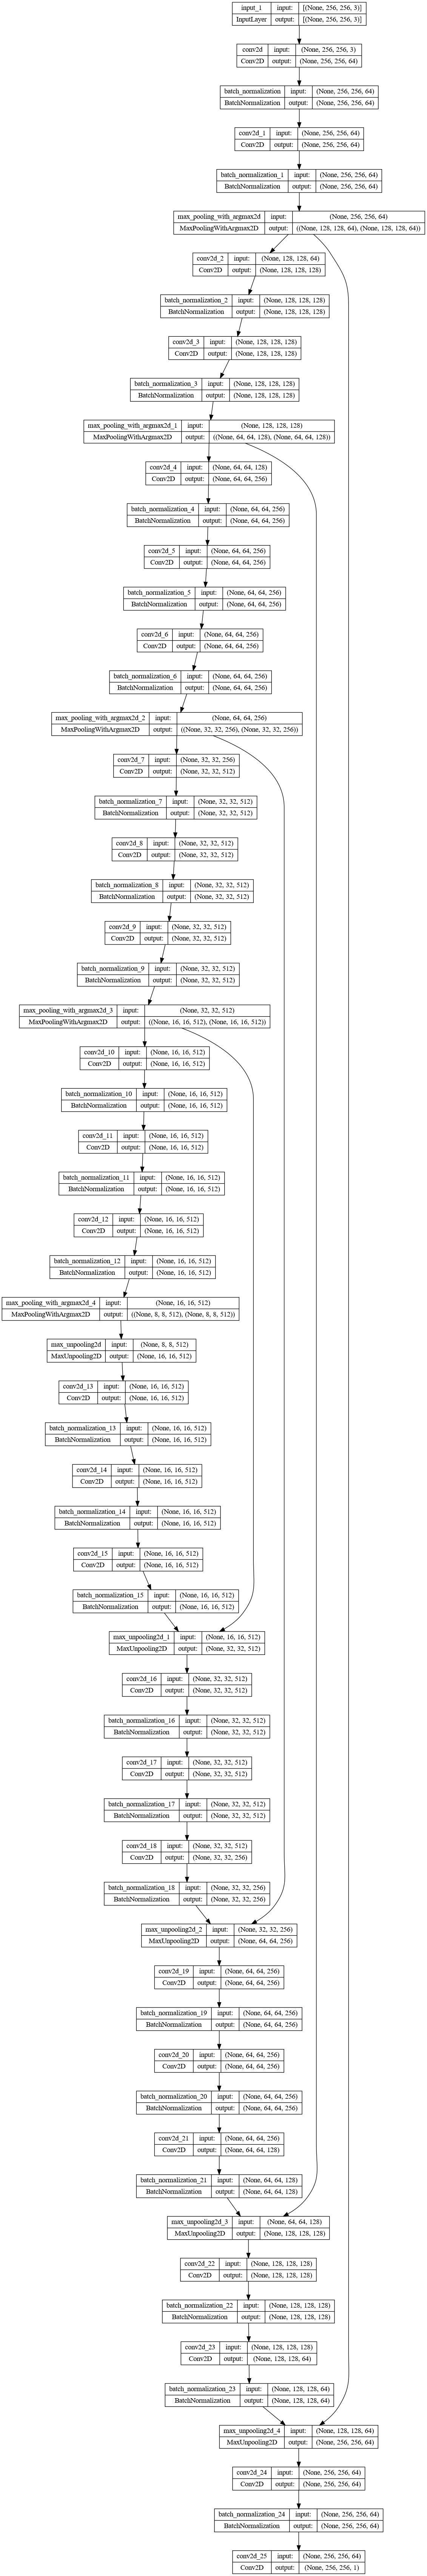 input_1 input: [(None, 256, 256, 3)]
InputLayer output: [(None, 256, 256, 3)]
conv2d input: (None, 256, 256, 3)
Conv2D output: (None, 256, 256, 64)
batch_normalization input: (None, 256, 256, 64)
BatchNormalization output: (None, 256, 256, 64)
conv2d_1 input: (None, 256, 256, 64)
Conv2D output: (None, 256, 256, 64)
batch_normalization_1 input: (None, 256, 256, 64)
BatchNormalization output: (None, 256, 256, 64)
max_pooling_with_argmax2d input: (None, 256, 256, 64)
MaxPoolingWithArgmax2D output: ((None, 128, 128, 64), (None, 128, 128, 64))
conv2d_2 input: (None, 128, 128, 64)
Conv2D output: (None, 128, 128, 128)
batch_normalization_2 input: (None, 128, 128, 128)
BatchNormalization output: (None, 128, 128, 128)
conv2d_3 input: (None, 128, 128, 128)
Conv2D output: (None, 128, 128, 128)
batch_normalization_3 input: (None, 128, 128, 128)
BatchNormalization output: (None, 128, 128, 128)
max_pooling_with_argmax2d_1 input: (None, 128, 128, 128)
MaxPoolingWithArgmax2D output: ((None, 64, 64, 128), (None, 64, 64, 128))
conv2d_4 input: (None, 64, 64, 128)
Conv2D output: (None, 64, 64, 256)
batch_normalization_4 input: (None, 64, 64, 256)
BatchNormalization output: (None, 64, 64, 256)
conv2d_5 input: (None, 64, 64, 256)
Conv2D output: (None, 64, 64, 256)
batch_normalization_5 input: (None, 64, 64, 256)
BatchNormalization output: (None, 64, 64, 256)
conv2d_6 input: (None, 64, 64, 256)
Conv2D output: (None, 64, 64, 256)
batch_normalization_6 input: (None, 64, 64, 256)
BatchNormalization output: (None, 64, 64, 256)
max_pooling_with_argmax2d_2 input: (None, 64, 64, 256)
MaxPoolingWithArgmax2D output: ((None, 32, 32, 256), (None, 32, 32, 256))
conv2d_7 input: (None, 32, 32, 256)
Conv2D output: (None, 32, 32, 512)
batch_normalization_7 input: (None, 32, 32, 512)
BatchNormalization output: (None, 32, 32, 512)
conv2d_8 input: (None, 32, 32, 512)
Conv2D output: (None, 32, 32, 512)
batch_normalization_8 input: (None, 32, 32, 512)
BatchNormalization output: (None, 32, 32, 512)
conv2d_9 input: (None, 32, 32, 512)
Conv2D output: (None, 32, 32, 512)
batch_normalization_9 input: (None, 32, 32, 512)
BatchNormalization output: (None, 32, 32, 512)
max_pooling_with_argmax2d_3 input: (None, 32, 32, 512)
MaxPoolingWithArgmax2D output: ((None, 16, 16, 512), (None, 16, 16, 512))
conv2d_10 input: (None, 16, 16, 512)
Conv2D output: (None, 16, 16, 512)
batch_normalization_10 input: (None, 16, 16, 512)
BatchNormalization output: (None, 16, 16, 512)
conv2d_11 input: (None, 16, 16, 512)
Conv2D output: (None, 16, 16, 512)
batch_normalization_11 input: (None, 16, 16, 512)
BatchNormalization output: (None, 16, 16, 512)
conv2d_12 input: (None, 16, 16, 512)
Conv2D output: (None, 16, 16, 512)
batch_normalization_12 input: (None, 16, 16, 512)
BatchNormalization output: (None, 16, 16, 512)
max_pooling_with_argmax2d_4 input: (None, 16, 16, 512)
MaxPoolingWithArgmax2D output: ((None, 8, 8, 512), (None, 8, 8, 512))
max_unpooling2d input: (None, 8, 8, 512)
MaxUnpooling2D output: (None, 16, 16, 512)
conv2d_13 input: (None, 16, 16, 512)
Conv2D output: (None, 16, 16, 512)
batch_normalization_13 input: (None, 16, 16, 512)
BatchNormalization output: (None, 16, 16, 512)
conv2d_14 input: (None, 16, 16, 512)
Conv2D output: (None, 16, 16, 512)
batch_normalization_14 input: (None, 16, 16, 512)
BatchNormalization output: (None, 16, 16, 512)
conv2d_15 input: (None, 16, 16, 512)
Conv2D output: (None, 16, 16, 512)
batch_normalization_15 input: (None, 16, 16, 512)
BatchNormalization output: (None, 16, 16, 512)
max_unpooling2d_1 input: (None, 16, 16, 512)
MaxUnpooling2D output: (None, 32, 32, 512)
conv2d_16 input: (None, 32, 32, 512)
Conv2D output: (None, 32, 32, 512)
batch_normalization_16 input: (None, 32, 32, 512)
BatchNormalization output: (None, 32, 32, 512)
conv2d_17 input: (None, 32, 32, 512)
Conv2D output: (None, 32, 32, 512)
batch_normalization_17 input: (None, 32, 32, 512)
BatchNormalization output: (None, 32, 32, 512)
conv2d_18 input: (None, 32, 32, 512)
Conv2D output: (None, 32, 32, 256)
batch_normalization_18 input: (None, 32, 32, 256)
BatchNormalization output: (None, 32, 32, 256)
max_unpooling2d_2 input: (None, 32, 32, 256)
MaxUnpooling2D output: (None, 64, 64, 256)
conv2d_19 input: (None, 64, 64, 256)
Conv2D output: (None, 64, 64, 256)
batch_normalization_19 input: (None, 64, 64, 256)
BatchNormalization output: (None, 64, 64, 256)
conv2d_20 input: (None, 64, 64, 256)
Conv2D output: (None, 64, 64, 256)
batch_normalization_20 input: (None, 64, 64, 256)
BatchNormalization output: (None, 64, 64, 256)
conv2d_21 input: (None, 64, 64, 256)
Conv2D output: (None, 64, 64, 128)
batch_normalization_21 input: (None, 64, 64, 128)
BatchNormalization output: (None, 64, 64, 128)
max_unpooling2d_3 input: (None, 64, 64, 128)
MaxUnpooling2D output: (None, 128, 128, 128)
conv2d_22 input: (None, 128, 128, 128)
Conv2D output: (None, 128, 128, 128)
batch_normalization_22 input: (None, 128, 128, 128)
BatchNormalization output: (None, 128, 128, 128)
conv2d_23 input: (None, 128, 128, 128)
Conv2D output: (None, 128, 128, 64)
batch_normalization_23 input: (None, 128, 128, 64)
BatchNormalization output: (None, 128, 128, 64)
max_unpooling2d_4 input: (None, 128, 128, 64)
MaxUnpooling2D output: (None, 256, 256, 64)
conv2d_24 input: (None, 256, 256, 64)
Conv2D output: (None, 256, 256, 64)
batch_normalization_24 input: (None, 256, 256, 64)
BatchNormalization output: (None, 256, 256, 64)
conv2d_25 input: (None, 256, 256, 64)
Conv2D output: (None, 256, 256, 1)